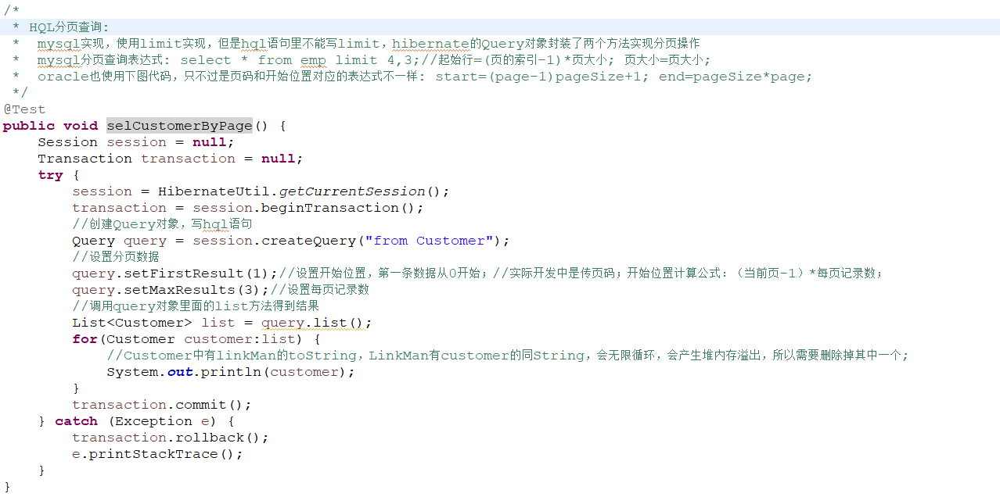 /*
 * HQL分页查询:
 *  mysql实现，使用limit实现，但是hql语句里不能写limit，hibernate的Query对象封装了两个方法实现分页操作
 *  mysql分页查询表达式: select * from emp limit 4,3;//起始行=(页的索引-1)*页大小; 页大小=页大小;
 *  oracle也使用下图代码，只不过是页码和开始位置对应的表达式不一样: start=(page-1)pageSize+1; end=pageSize*page;
 */
@Test
public void selCustomerByPage() {
    Session session = null;
    Transaction transaction = null;
    try {
        session = HibernateUtil.getCurrentSession();
        transaction = session.beginTransaction();
        //创建Query对象，写hql语句
        Query query = session.createQuery("from Customer");
        //设置分页数据
        query.setFirstResult(1);//设置开始位置，第一条数据从0开始；//实际开发中是传页码；开始位置计算公式：（当前页-1）*每页记录数；
        query.setMaxResults(3);//设置每页记录数
        //调用query对象里面的list方法得到结果
        List<Customer> list = query.list();
        for(Customer customer:list) {
            //Customer中有linkMan的toString，LinkMan有customer的同String，会无限循环，会产生堆内存溢出，所以需要删除掉其中一个;
            System.out.println(customer);
        }
        transaction.commit();
    } catch (Exception e) {
        transaction.rollback();
        e.printStackTrace();
    }
}